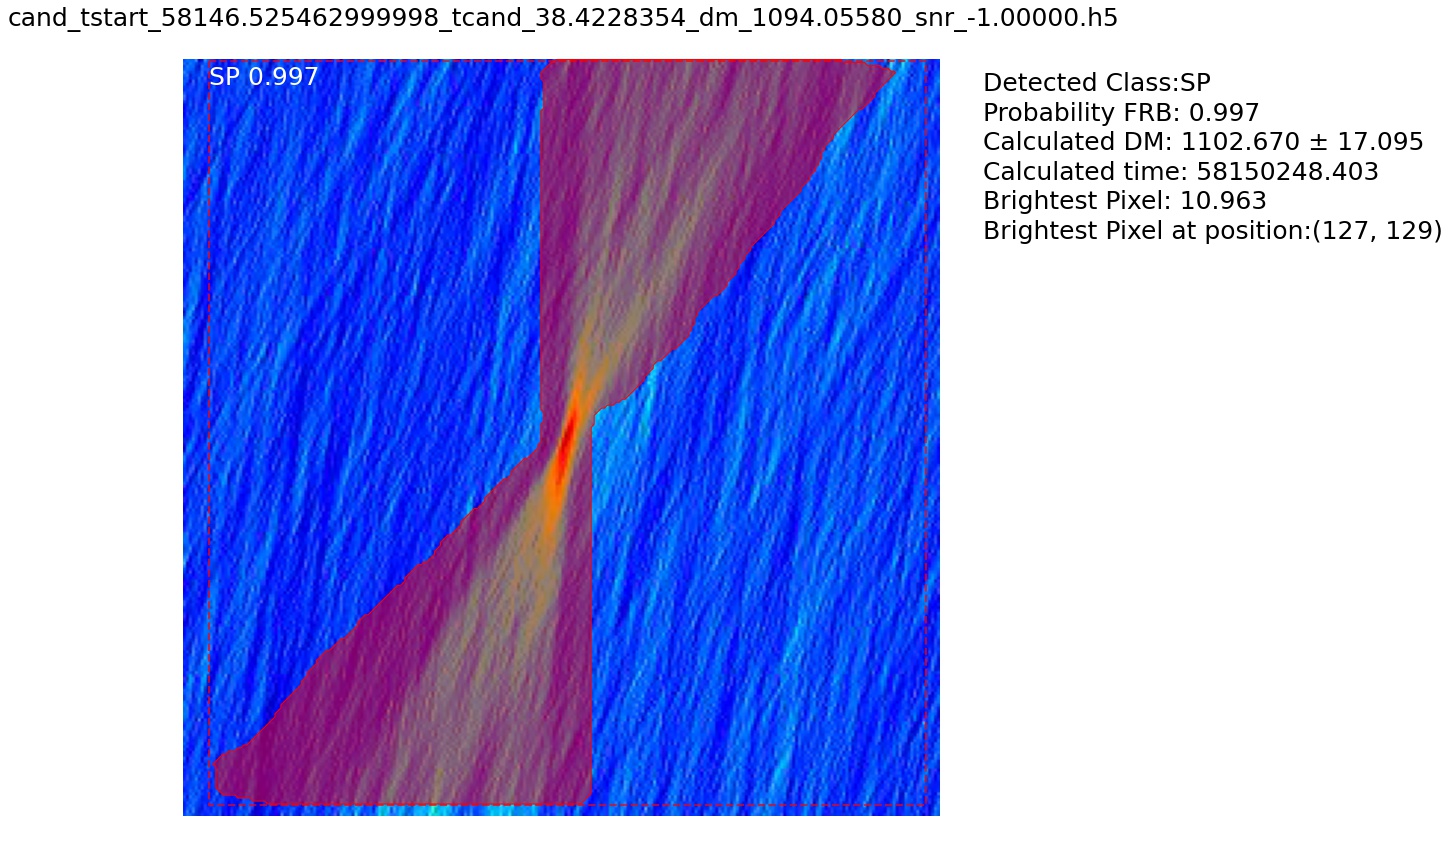 cand_tstart_58146.525462999998_tcand_38.4228354_dm_1094.05580_snr_-1.00000.h5
SP 0.997
Detected Class:SP
Probability FRB: 0.997
Calculated DM: 1102.670 ± 17.095
Calculated time: 58150248.403
Brightest Pixel: 10.963
Brightest Pixel at position:(127, 129)